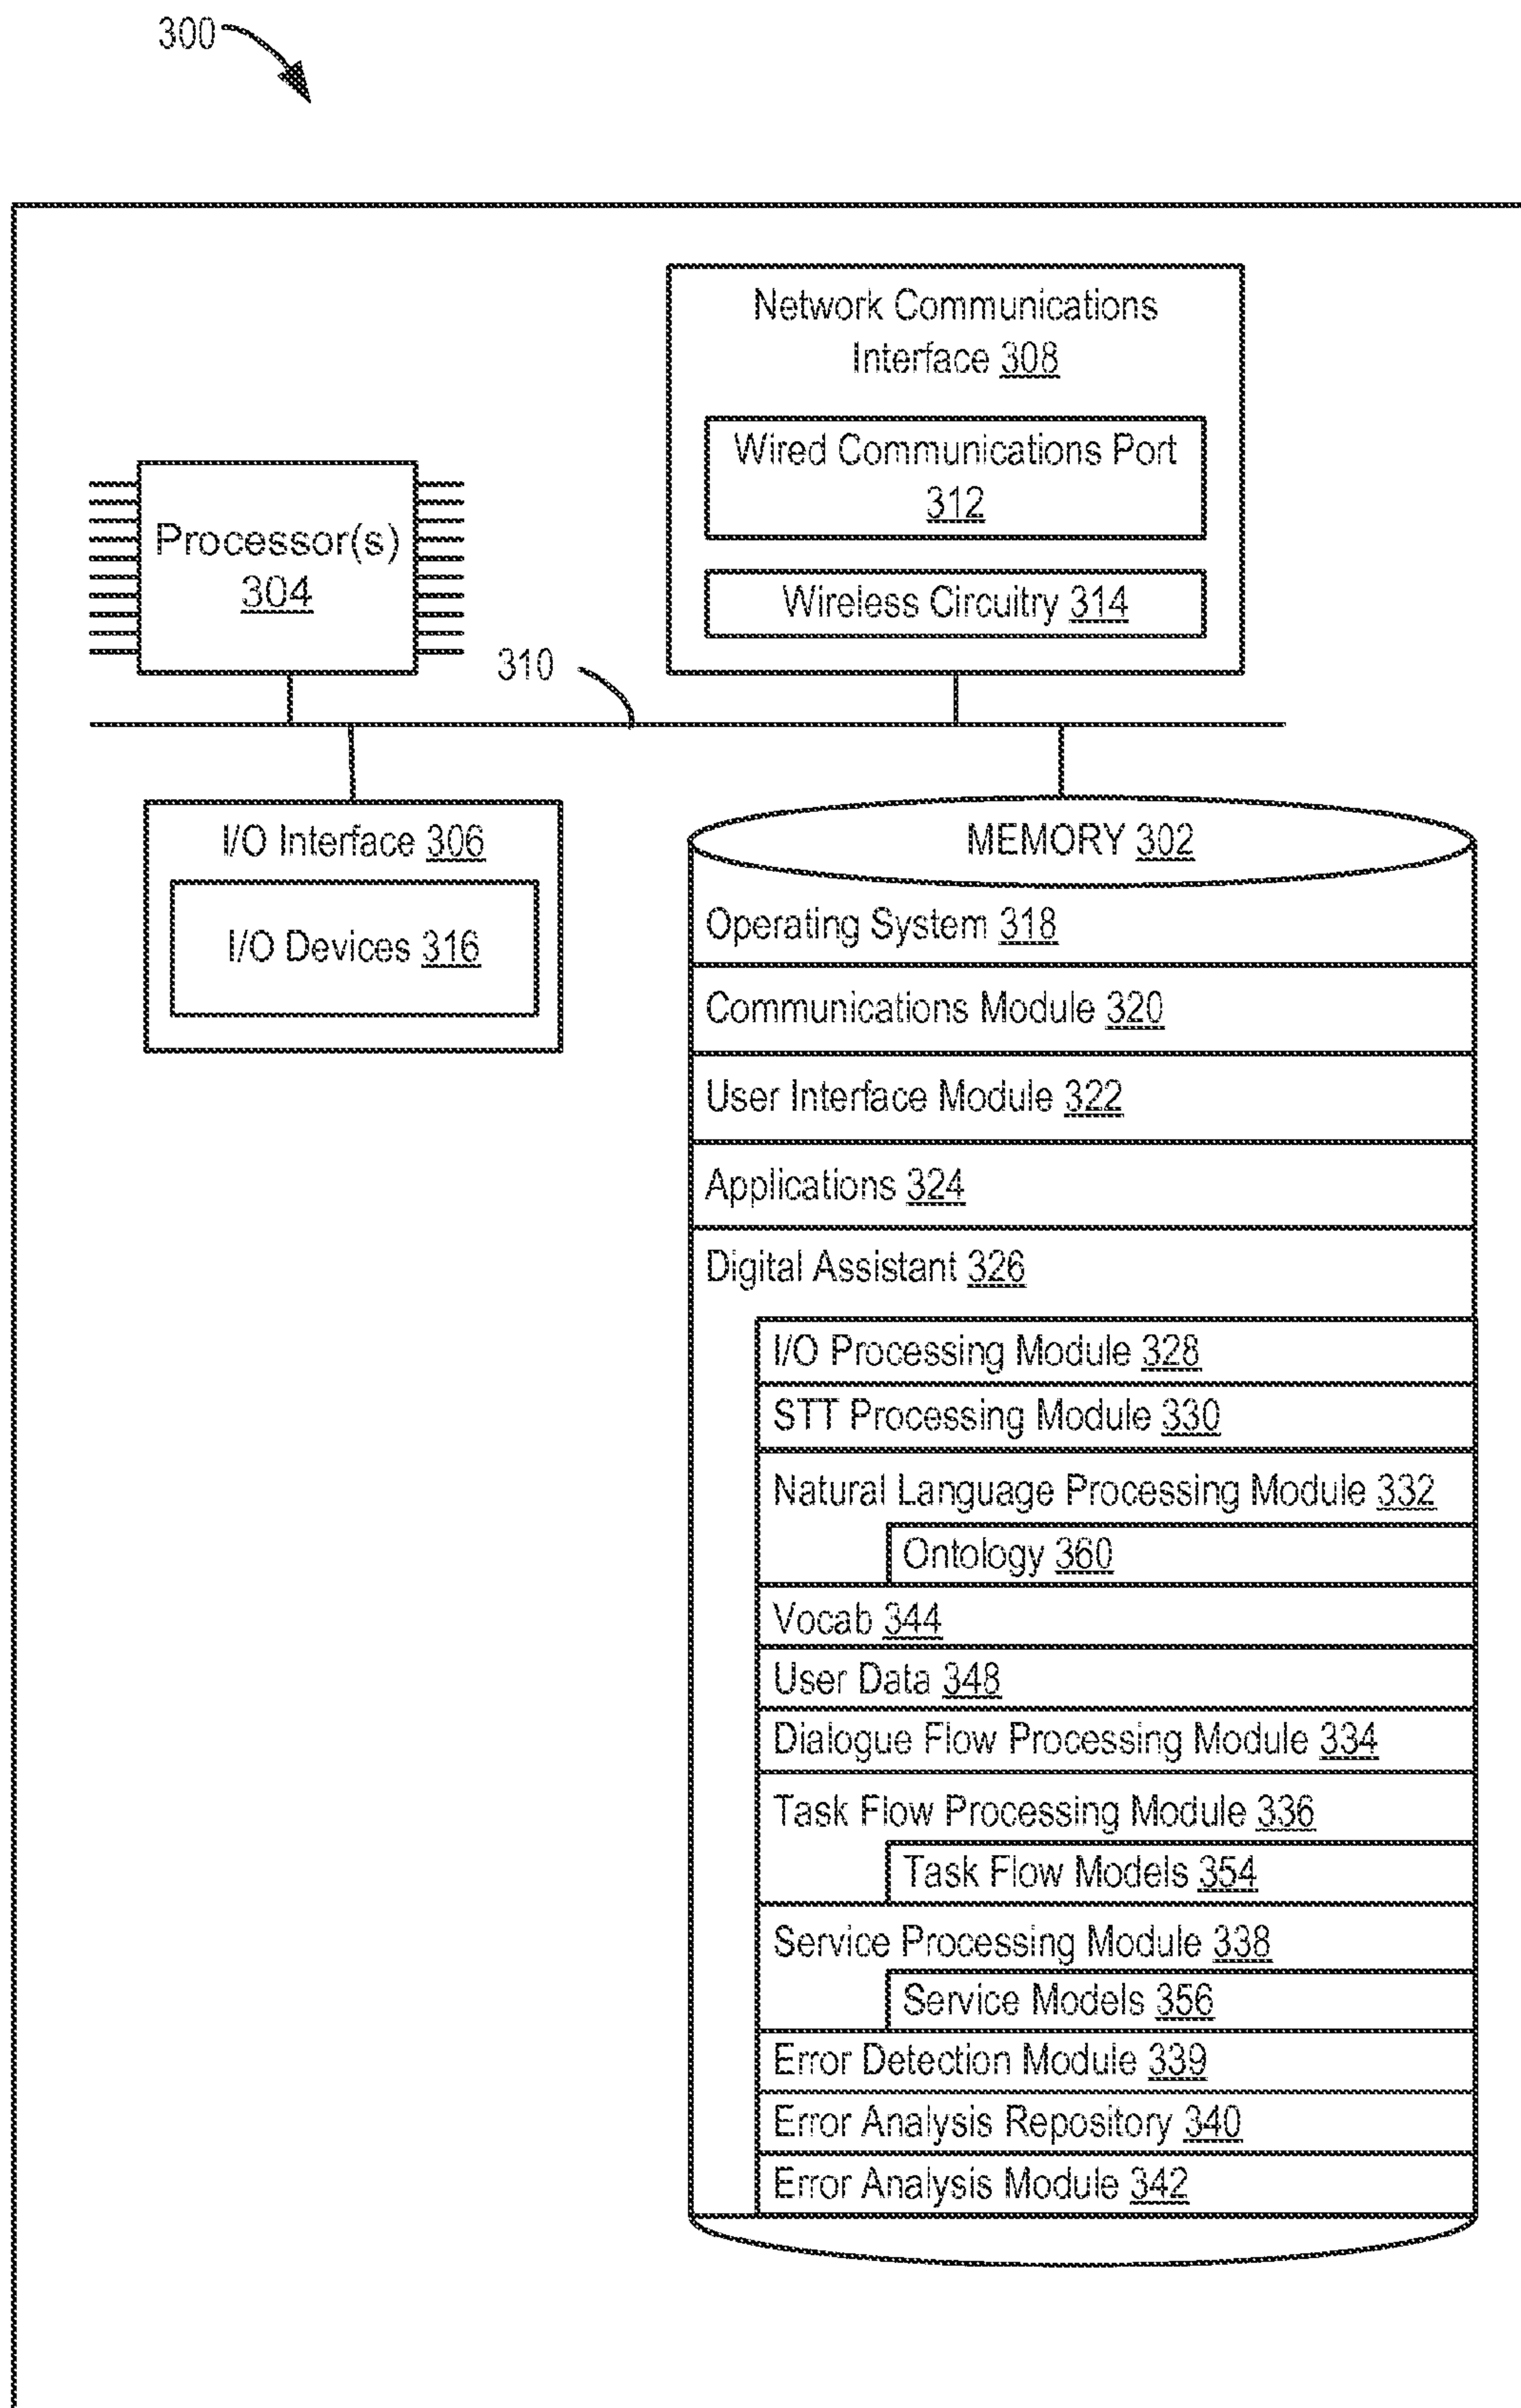 300
Network Communications
Interface 308
Wired Communications Port
312
Wireless Circuitry 314
Processor(s)
304
310
I/O Interface 306
I/O Devices 316
MEMORY 302
Operating System 318
Communications Module 320
User Interface Module 322
Applications 324
Digital Assistant 326
I/O Processing Module 328
STT Processing Module 330
Natural Language Processing Module 332
Ontology 360
Vocab 344
User Data 348
Dialogue Flow Processing Module 334
Task Flow Processing Module 336
Task Flow Models 354
Service Processing Module 338
Service Models 356
Error Detection Module 339
Error Analysis Repository 340
Error Analysis Module 342